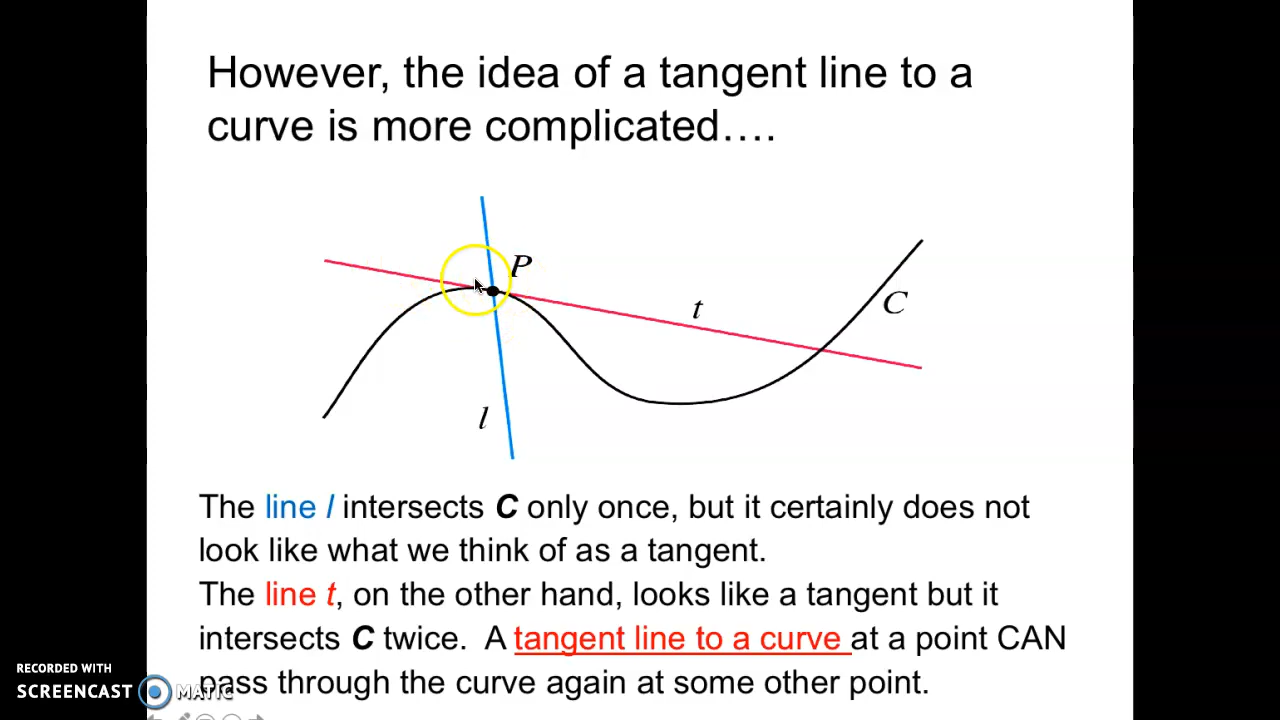 However, the idea of a tangent line to a
curve is more complicated….
P
t
C
l
The line l intersects C only once, but it certainly does not
look like what we think of as a tangent.
The line t, on the other hand, looks like a tangent but it
intersects C twice. A tangent line to a curve at a point CAN
pass through the curve again at some other point.
RECORDED WITH
SCREENCAST MATIC